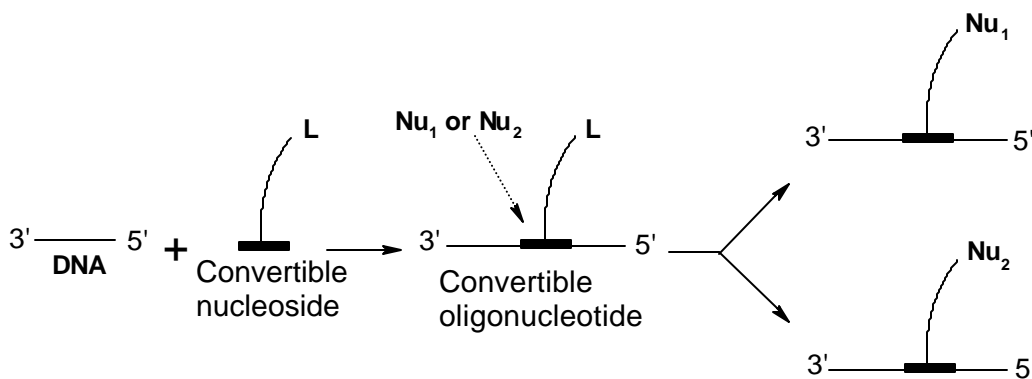 Nu1
3' 5'
L
Nu1 or Nu2
L
3' 5'
DNA
+
Convertible
nucleoside
3' 5'
Convertible
oligonucleotide
Nu2
3' 5